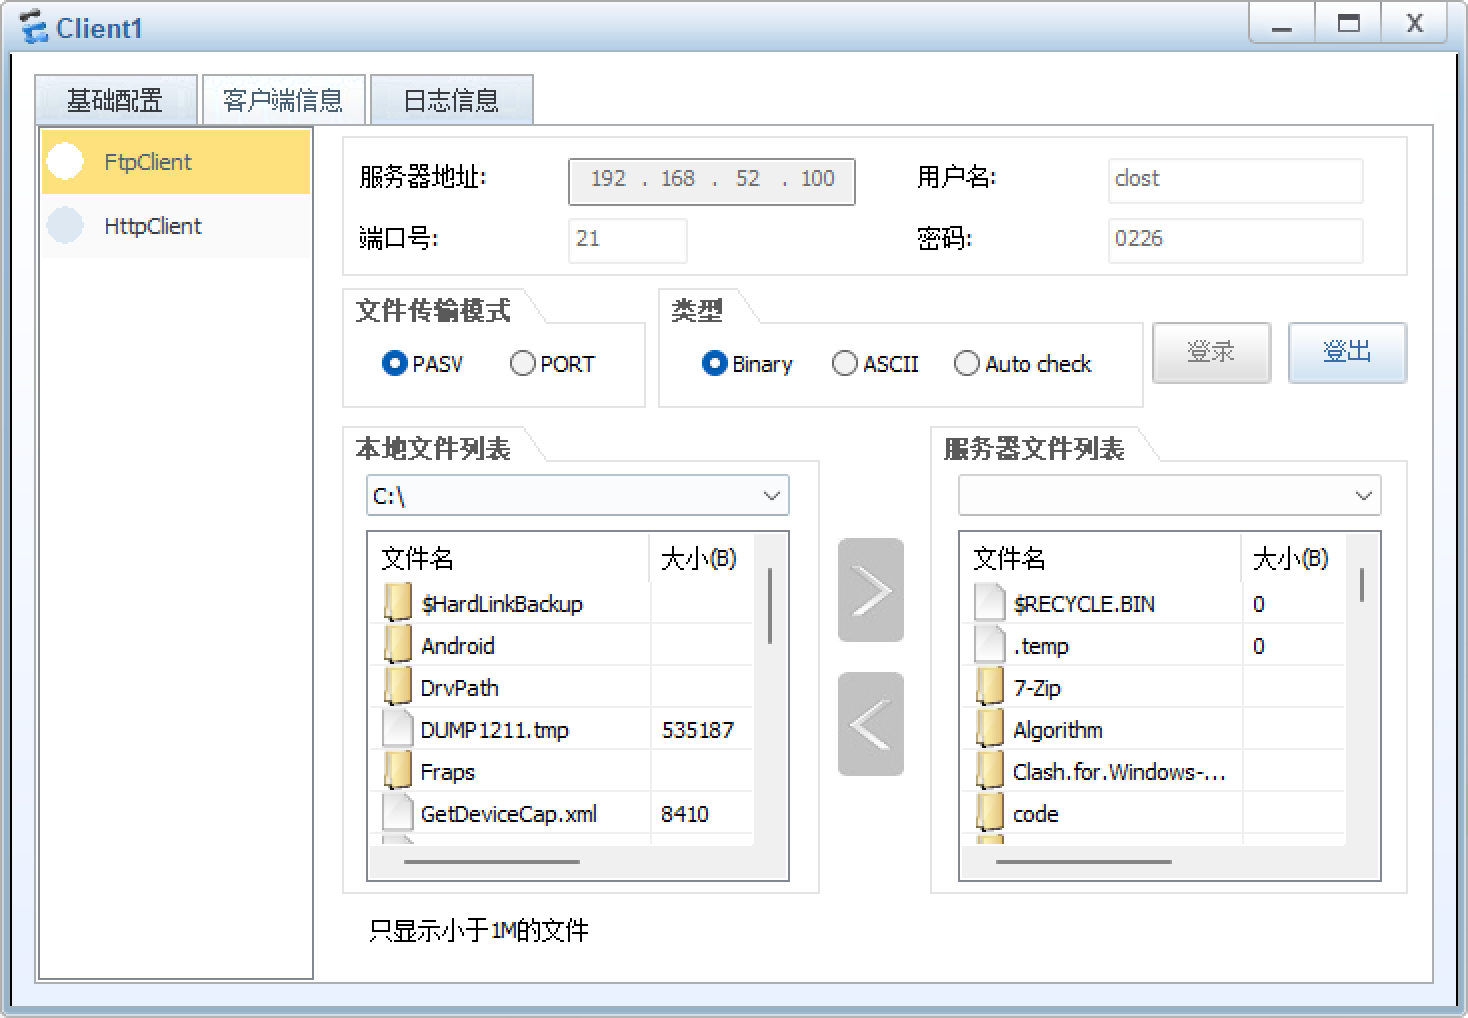 Client1
基础配置 客户端信息 日志信息
FtpClient
HttpClient
服务器地址: 192 . 168 . 52 . 100 用户名: clost
端口号: 21 密码: 0226
文件传输模式 类型
PASV PORT Binary ASCII Auto check 登录 登出
本地文件列表 服务器文件列表
C:\
文件名 大小(B) 文件名 大小(B)
$HardLinkBackup $RECYCLE.BIN 0
Android .temp 0
DrvPath 7-Zip
DUMP1211.tmp 535187 Algorithm
Fraps Clash.for.Windows-...
GetDeviceCap.xml 8410 code
只显示小于1M的文件